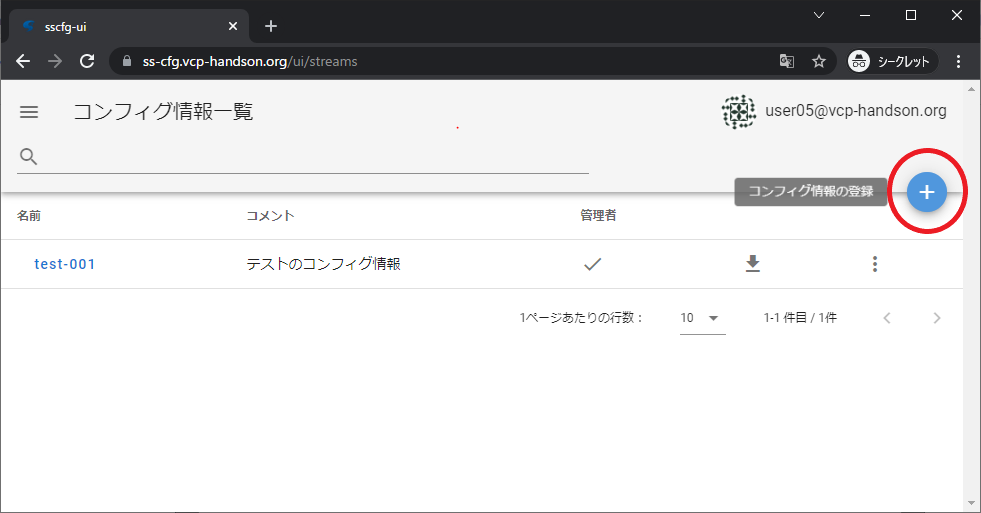 sscfg-ui
ss-cfg.vcp-handson.org/ui/streams
シークレット
コンフィグ情報一覧
user05@vcp-handson.org
コンフィグ情報の登録
名前 コメント 管理者
test-001 テストのコンフィグ情報
1ページあたりの行数： 10 1-1 件目 / 1件